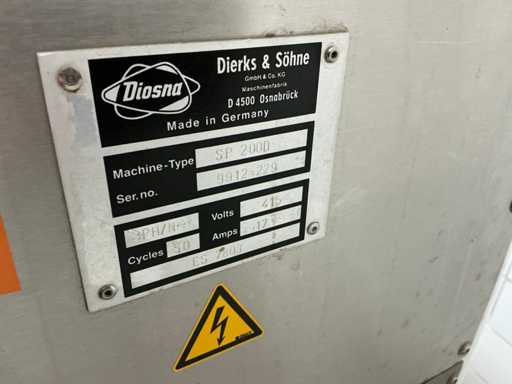 Diosna
Dierks & Söhne
GmbH & Co. KG
Maschinenfabrik
D 4500 Osnabrück
Made in Germany
Machine-Type SP 200D
Ser.no.
Volts 415
Cycles 50 Amps